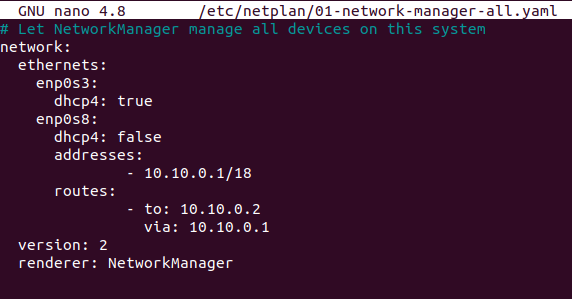 GNU nano 4.8        /etc/netplan/01-network-manager-all.yaml
# Let NetworkManager manage all devices on this system
network:
  ethernets:
    enp0s3:
      dhcp4: true
    enp0s8:
      dhcp4: false
      addresses:
              - 10.10.0.1/18
      routes:
              - to: 10.10.0.2
                via: 10.10.0.1
  version: 2
  renderer: NetworkManager